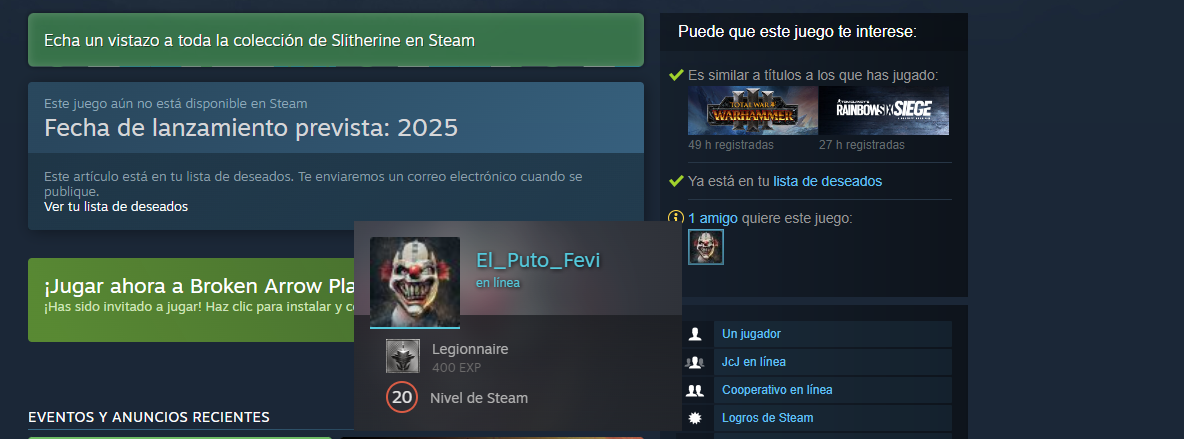 Echa un vistazo a toda la colección de Slitherine en Steam
Este juego aún no está disponible en Steam
Fecha de lanzamiento prevista: 2025
Este artículo está en tu lista de deseados. Te enviaremos un correo electrónico cuando se
publique.
Ver tu lista de deseados
¡Jugar ahora a Broken Arrow Pla
¡Has sido invitado a jugar! Haz clic para instalar y c
EVENTOS Y ANUNCIOS RECIENTES
El_Puto_Fevi
en línea
Legionnaire
400 EXP
20 Nivel de Steam
Puede que este juego te interese:
Es similar a títulos a los que has jugado:
TOTAL WAR
WARHAMMER
III
RAINBOWSIX SIEGE
49 h registradas
27 h registradas
Ya está en tu lista de deseados
1 amigo quiere este juego:
Un jugador
JcJ en línea
Cooperativo en línea
Logros de Steam